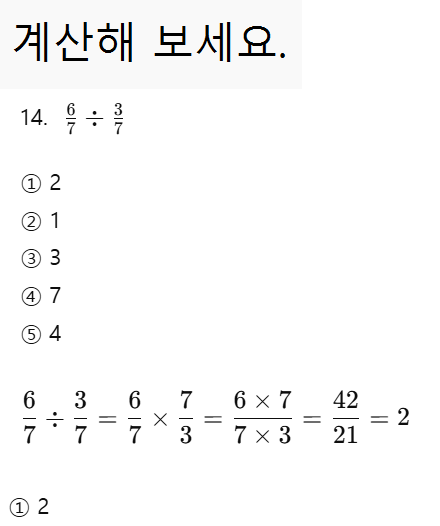 계산해 보세요.
14. 6/7 ÷ 3/7
① 2
② 1
③ 3
④ 7
⑤ 4
6/7 ÷ 3/7 = 6/7 × 7/3 = (6 × 7)/(7 × 3) = 42/21 = 2
① 2